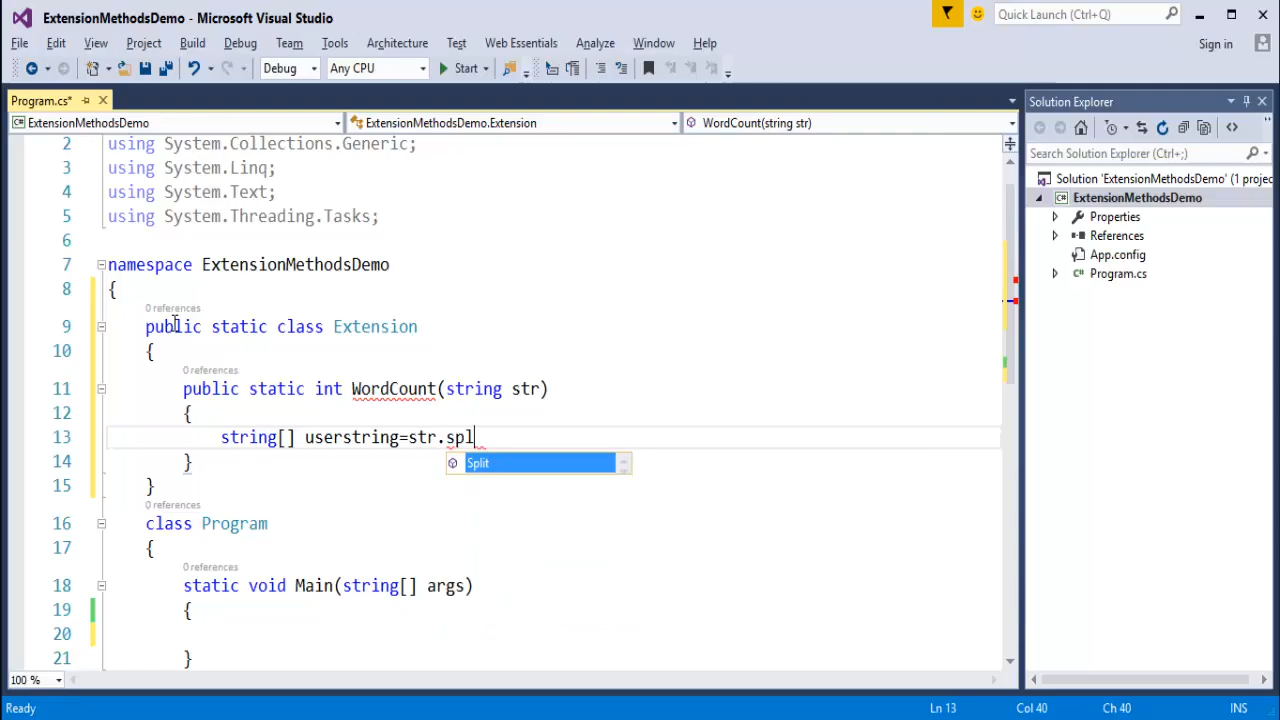 ExtensionMethodsDemo - Microsoft Visual Studio
Quick Launch (Ctrl+Q)
File Edit View Project Build Debug Team Tools Architecture Test Web Essentials Analyze Window Help
Sign in
Debug Any CPU Start
Program.cs*
Solution Explorer
ExtensionMethodsDemo ExtensionMethodsDemo.Extension WordCount(string str)
Search Solution Explorer (Ctrl+;)
Solution 'ExtensionMethodsDemo' (1 projec
ExtensionMethodsDemo
Properties
References
App.config
Program.cs
2 using System.Collections.Generic;
3 using System.Linq;
4 using System.Text;
5 using System.Threading.Tasks;
6
7 namespace ExtensionMethodsDemo
8 {
0 references
9 public static class Extension
10 {
0 references
11 public static int WordCount(string str)
12 {
13 string[] userstring=str.spl
Split
14 }
15 }
0 references
16 class Program
17 {
0 references
18 static void Main(string[] args)
19 {
20
21 }
100 %
Ready Ln 13 Col 40 Ch 40 INS